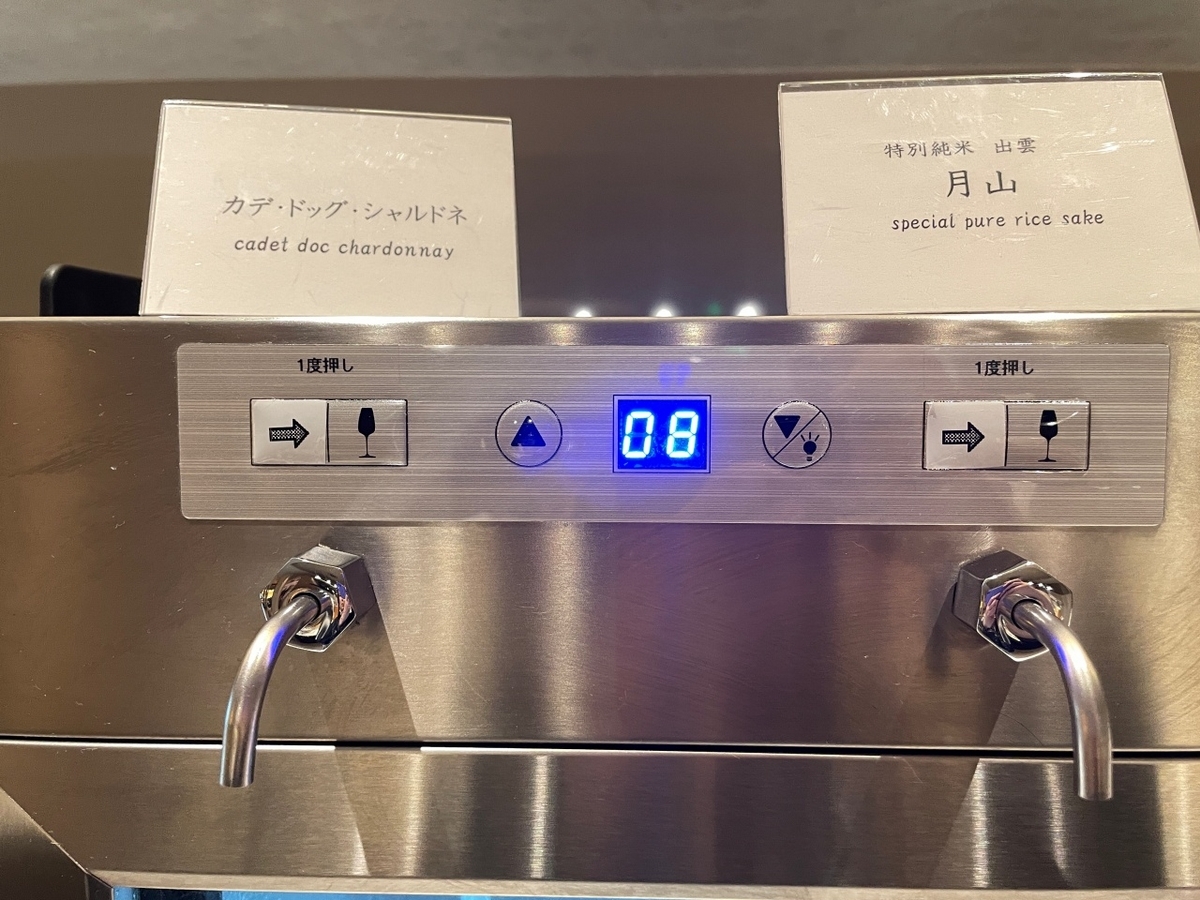 カデ・ドッグ・シャルドネ
cadet doc chardonnay
特別純米 出雲
月山
special pure rice sake
1度押し
08
1度押し